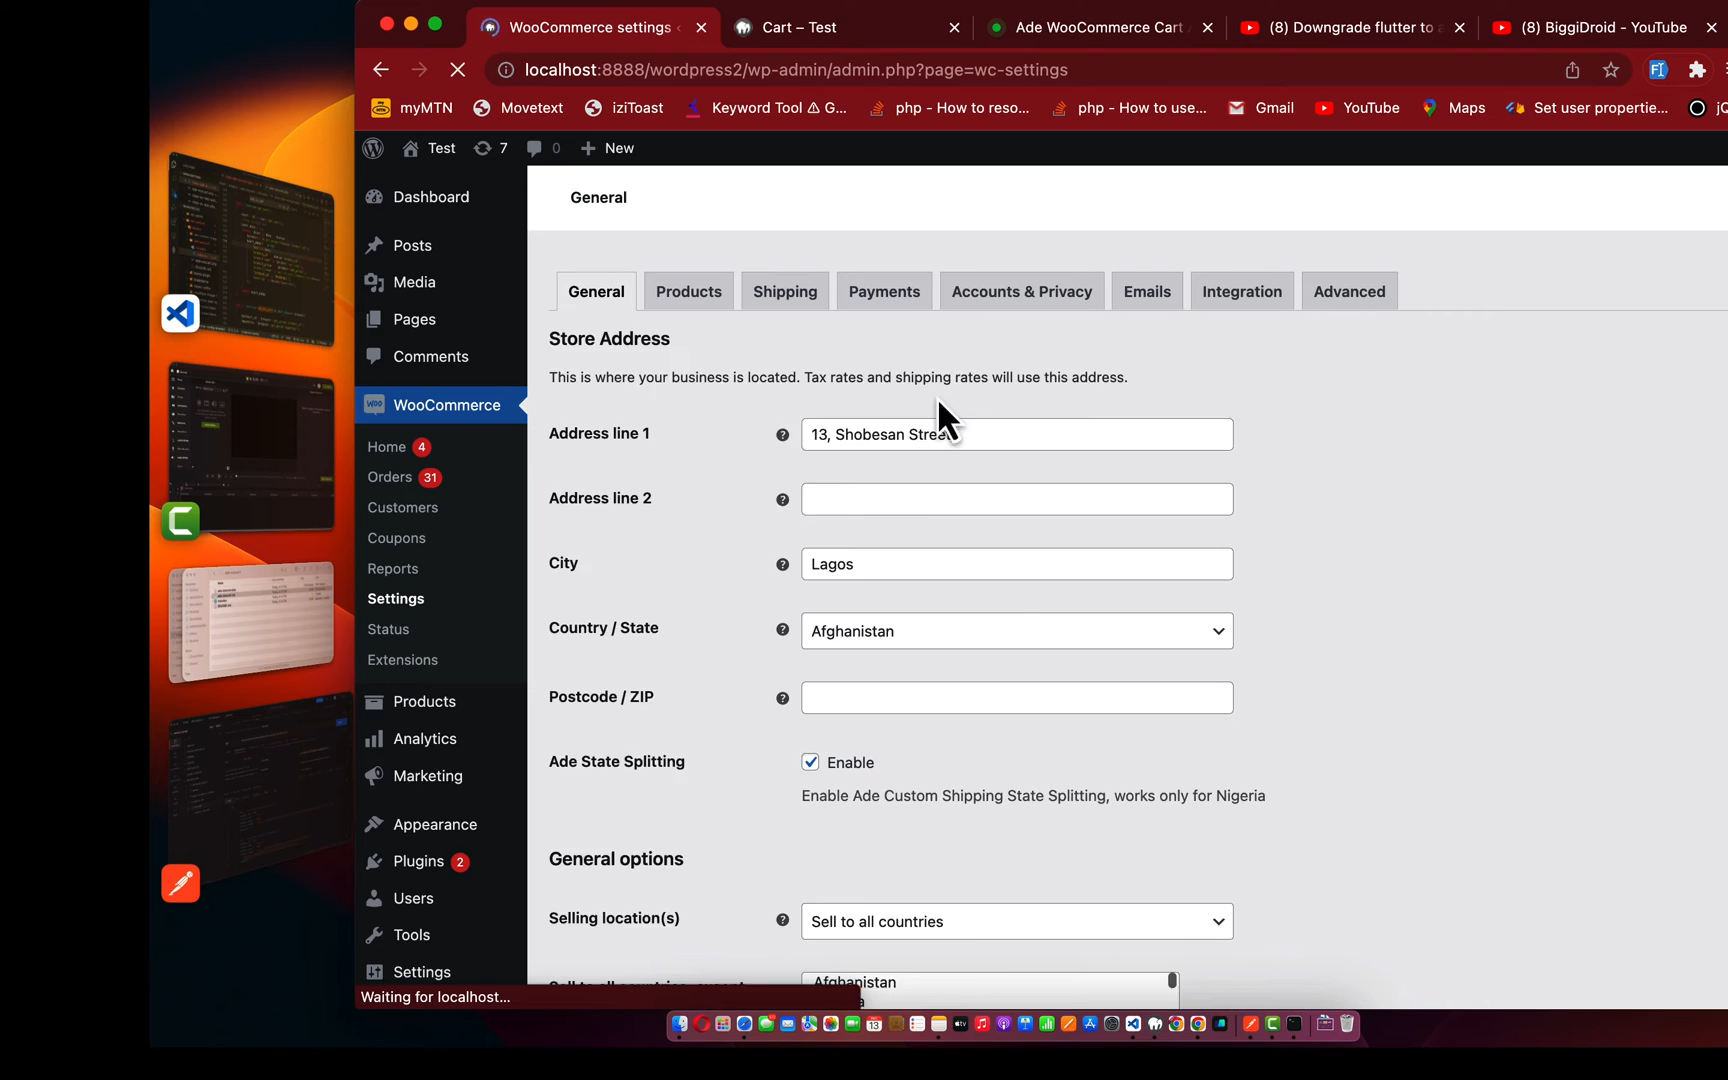 WooCommerce settings ‹
Cart – Test
Ade WooCommerce Cart
(8) Downgrade flutter to a
(8) BiggiDroid - YouTube
localhost:8888/wordpress2/wp-admin/admin.php?page=wc-settings
myMTN
Movetext
iziToast
Keyword Tool ⚠ G...
php - How to reso...
php - How to use...
Gmail
YouTube
Maps
Set user propertie...
jQ
Test
7
0
New
Dashboard
Posts
Media
Pages
Comments
WooCommerce
Home 4
Orders 31
Customers
Coupons
Reports
Settings
Status
Extensions
Products
Analytics
Marketing
Appearance
Plugins 2
Users
Tools
Settings
General
General
Products
Shipping
Payments
Accounts & Privacy
Emails
Integration
Advanced
Store Address
This is where your business is located. Tax rates and shipping rates will use this address.
Address line 1
13, Shobesan Street
Address line 2
City
Lagos
Country / State
Afghanistan
Postcode / ZIP
Ade State Splitting
Enable
Enable Ade Custom Shipping State Splitting, works only for Nigeria
General options
Selling location(s)
Sell to all countries
Afghanistan
Waiting for localhost...